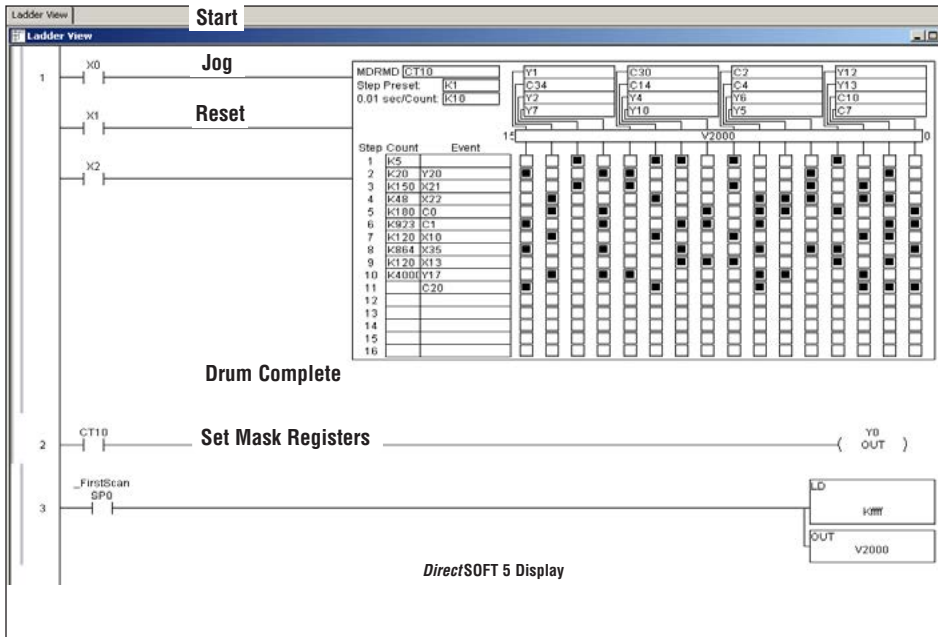 Ladder View
Start
Ladder View
X0
Jog
1
MDRMD CT10
Step Preset: K1
0.01 sec/Count: K10
Y1 C30 C2 Y12
C34 C14 C4 Y13
Y2 Y4 Y6 C10
Y7 Y10 Y5 C7
X1
Reset
15 V2000 0
Step Count Event
X2
1 K5
2 K20 Y20
3 K150 X21
4 K48 X22
5 K180 C0
6 K923 C1
7 K120 X10
8 K864 X35
9 K120 X13
10 K4000 Y17
11 C20
12
13
14
15
16
Drum Complete
CT10
2
Set Mask Registers
Y0
( OUT )
_FirstScan
SP0
3
LD
Kffff
OUT
V2000
DirectSOFT 5 Display